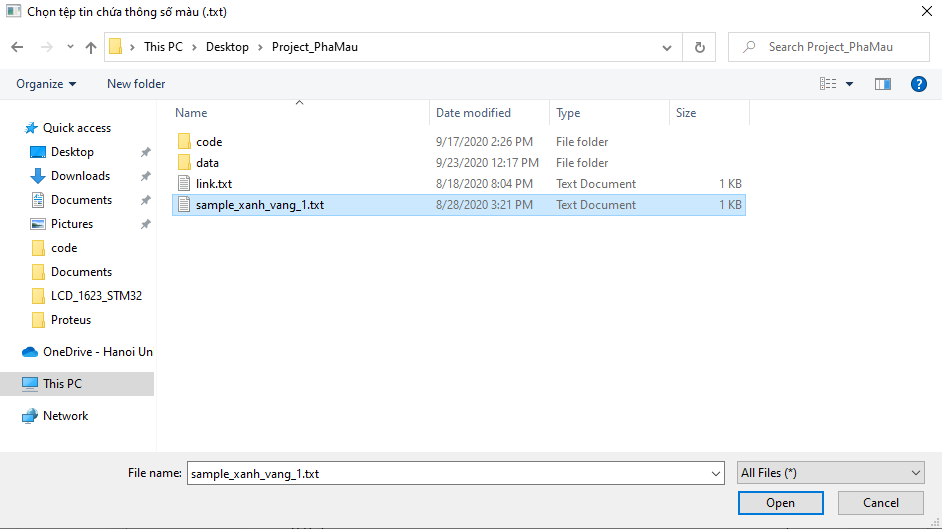 Chọn tệp tin chứa thông số màu (.txt)
This PC > Desktop > Project_PhaMau
Search Project_PhaMau
Organize
New folder
?
Name Date modified Type Size
Quick access
Desktop
Downloads
Documents
Pictures
code
Documents
LCD_1623_STM32
Proteus
OneDrive - Hanoi Un
This PC
Network
code 9/17/2020 2:26 PM File folder
data 9/23/2020 12:17 PM File folder
link.txt 8/18/2020 8:04 PM Text Document 1 KB
sample_xanh_vang_1.txt 8/28/2020 3:21 PM Text Document 1 KB
File name: sample_xanh_vang_1.txt All Files (*)
Open Cancel